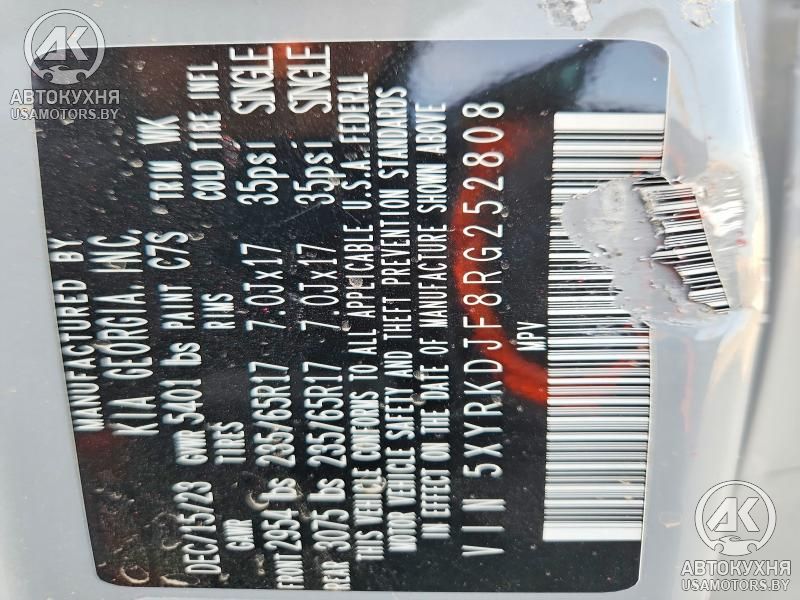 MANUFACTURED BY
KIA GEORGIA, INC.
DEC/15/23 GVWR 5401 lbs PAINT C7S TRIM WK
GAWR TIRES RIMS COLD TIRE INFL
FRONT 2954 lbs 235/65R17 7.0Jx17 35psi SINGLE
REAR 3075 lbs 235/65R17 7.0Jx17 35psi SINGLE
THIS VEHICLE CONFORMS TO ALL APPLICABLE U.S.A. FEDERAL
MOTOR VEHICLE SAFETY AND THEFT PREVENTION STANDARDS
IN EFFECT ON THE DATE OF MANUFACTURE SHOWN ABOVE
VIN 5XYRKDJF8RG252808
MPV
AK
АВТОКУХНЯ
USAMOTORS.BY
AK
АВТОКУХНЯ
USAMOTORS.BY